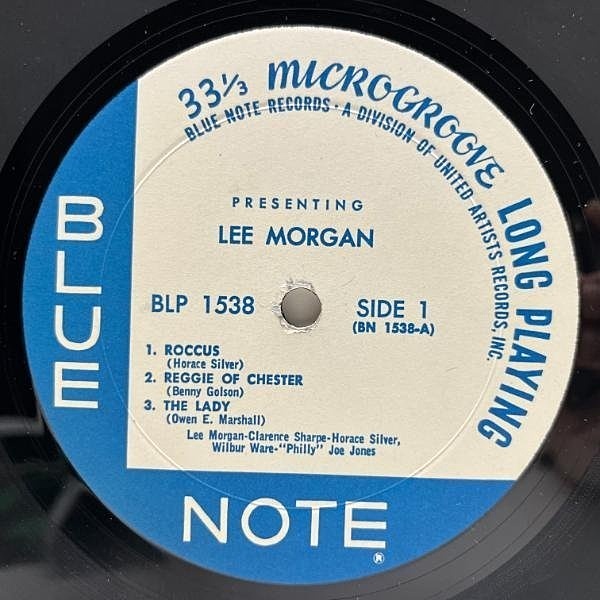 33⅓ MICROGROOVE LONG PLAYING
BLUE NOTE RECORDS · A DIVISION OF UNITED ARTISTS RECORDS, INC.
PRESENTING
LEE MORGAN
BLP 1538
SIDE 1
(BN 1538-A)
1. ROCCUS
(Horace Silver)
2. REGGIE OF CHESTER
(Benny Golson)
3. THE LADY
(Owen E. Marshall)
Lee Morgan-Clarence Sharpe-Horace Silver,
Wilbur Ware-"Philly" Joe Jones
BLUE
NOTE
®